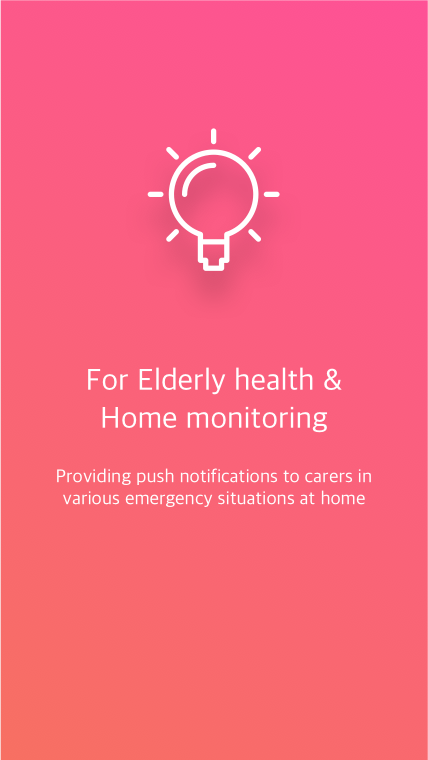 For Elderly health &
Home monitoring
Providing push notifications to carers in
various emergency situations at home